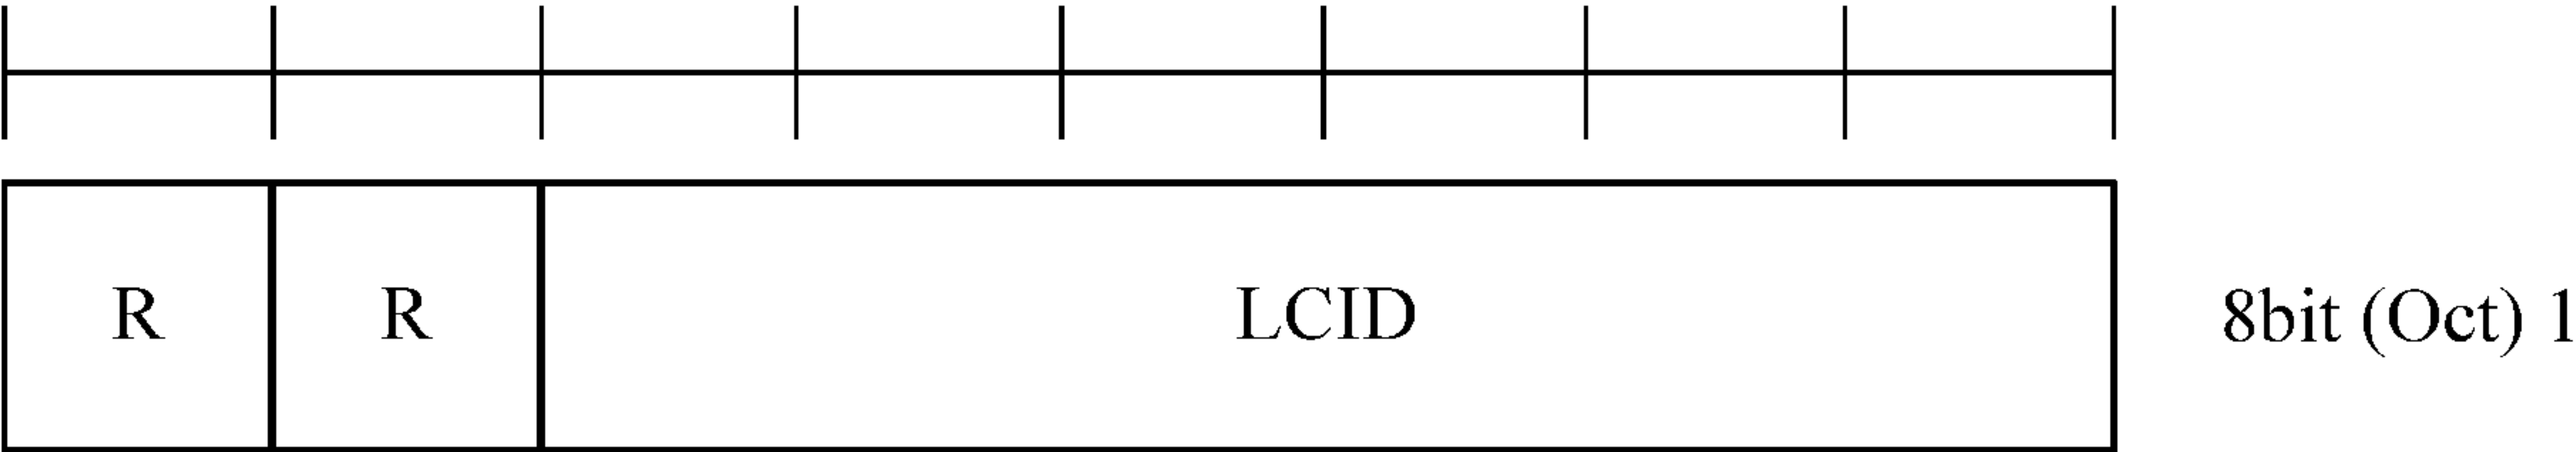 R R LCID 8bit (Oct) 1